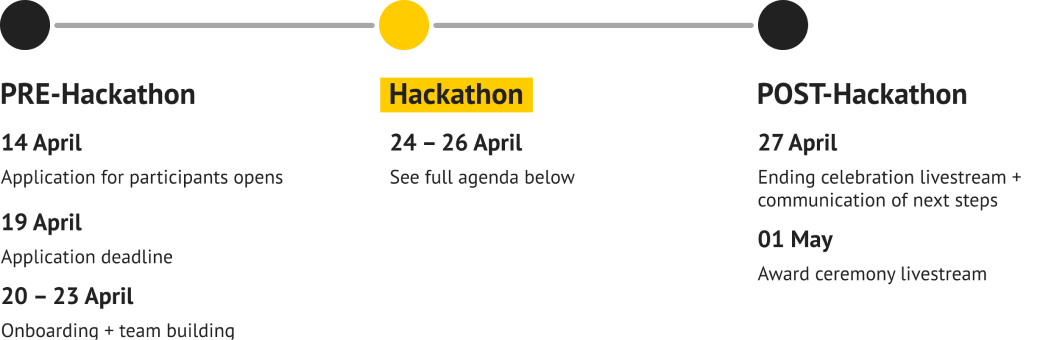 PRE-Hackathon
14 April
Application for participants opens
19 April
Application deadline
20 – 23 April
Onboarding + team building
Hackathon
24 – 26 April
See full agenda below
POST-Hackathon
27 April
Ending celebration livestream +
communication of next steps
01 May
Award ceremony livestream